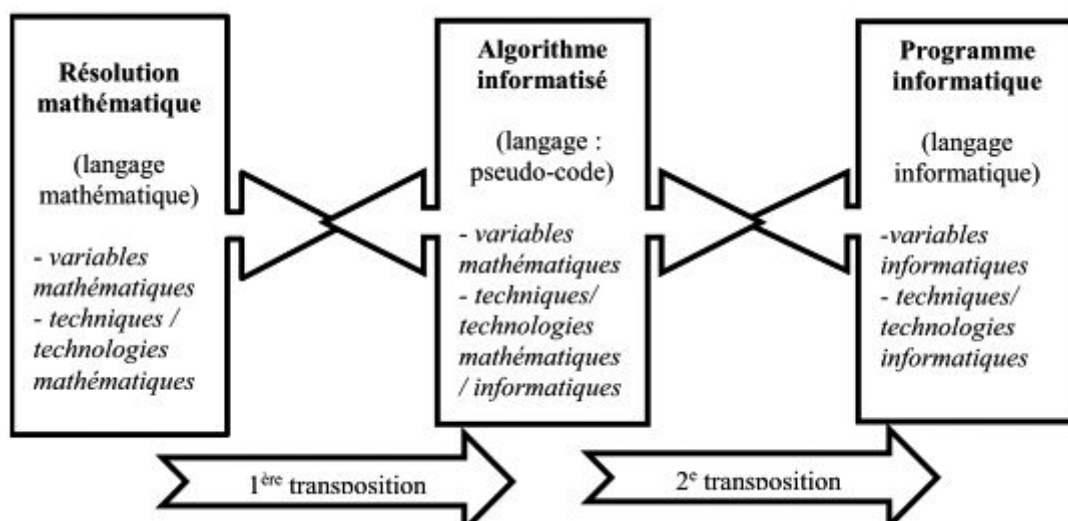 Résolution
mathématique
(langage
mathématique)
- variables
mathématiques
- techniques /
technologies
mathématiques
Algorithme
informatisé
(langage :
pseudo-code)
- variables
mathématiques
- techniques/
technologies
mathématiques
/ informatiques
Programme
informatique
(langage
informatique)
-variables
informatiques
- techniques/
technologies
informatiques
1ère transposition
2e transposition